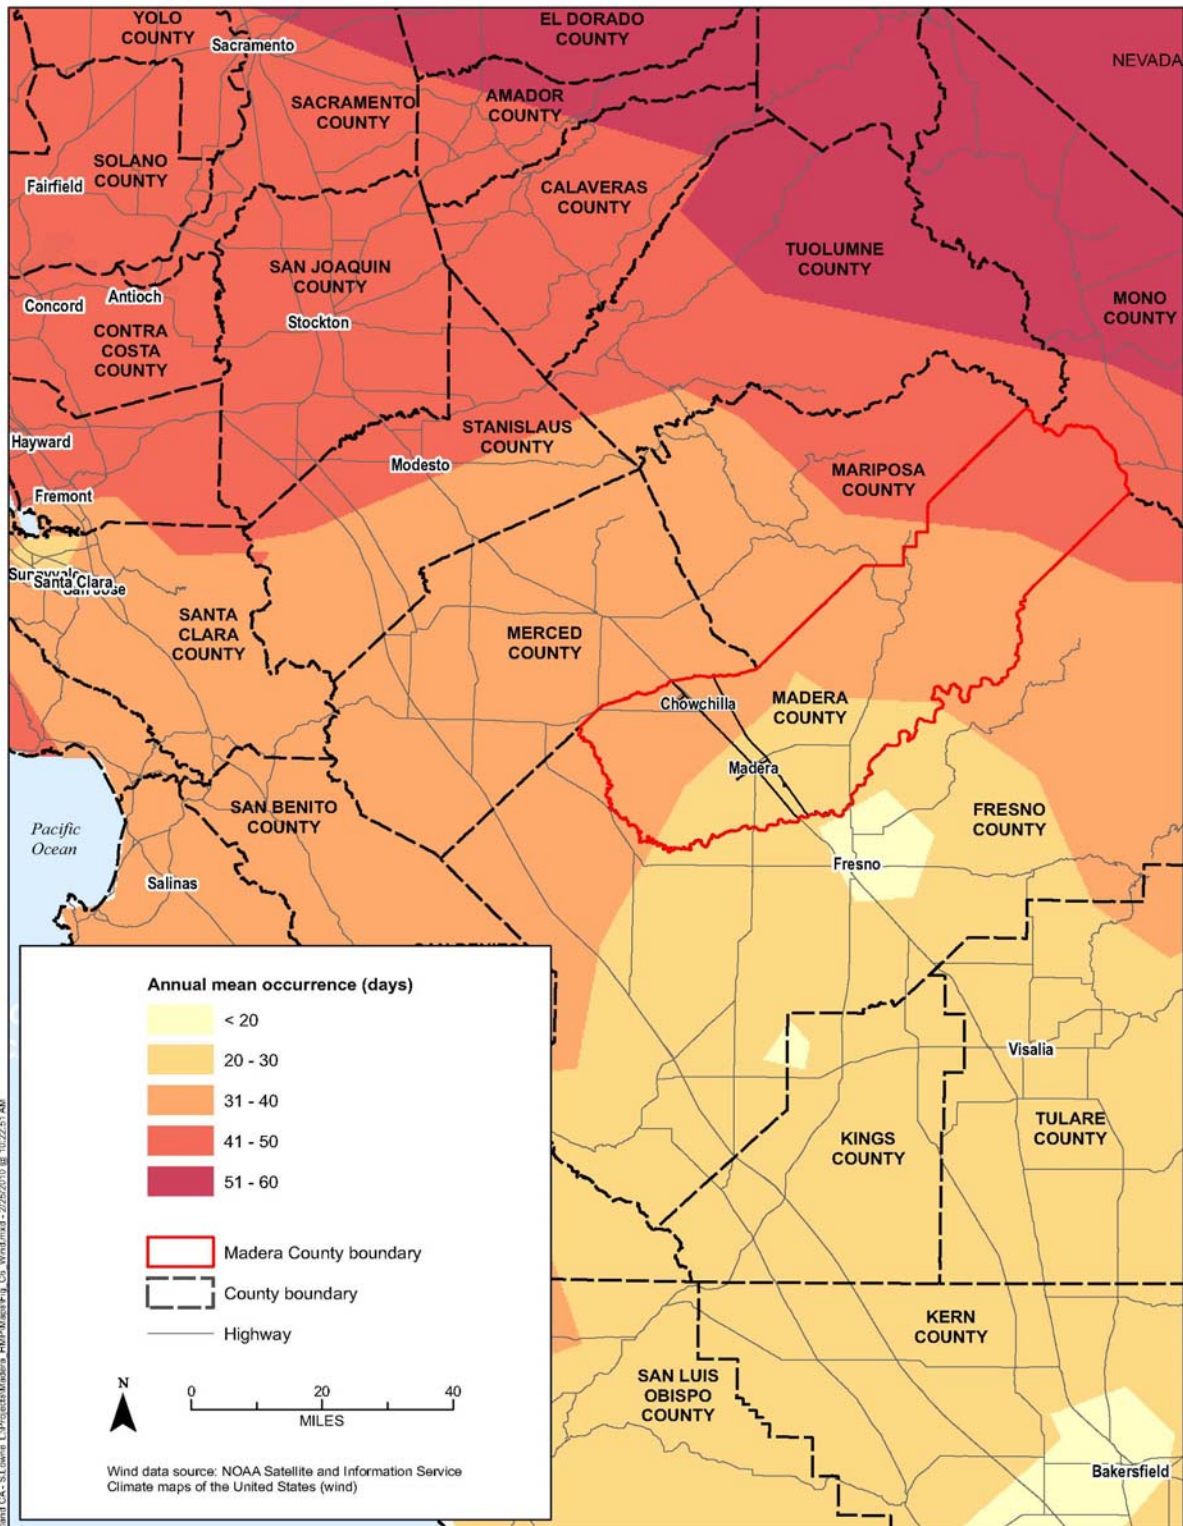 YOLO
COUNTY
Sacramento
EL DORADO
COUNTY
NEVADA
SACRAMENTO
COUNTY
AMADOR
COUNTY
SOLANO
COUNTY
Fairfield
CALAVERAS
COUNTY
TUOLUMNE
COUNTY
SAN JOAQUIN
COUNTY
Antioch
Concord
MONO
COUNTY
Stockton
CONTRA
COSTA
COUNTY
STANISLAUS
COUNTY
Hayward
Modesto
MARIPOSA
COUNTY
Fremont
Sunnyvale
Santa Clara
San Jose
SANTA
CLARA
COUNTY
MERCED
COUNTY
MADERA
COUNTY
Chowchilla
Madera
SAN BENITO
COUNTY
FRESNO
COUNTY
Pacific
Ocean
Fresno
Salinas
Visalia
TULARE
COUNTY
KINGS
COUNTY
KERN
COUNTY
SAN LUIS
OBISPO
COUNTY
Bakersfield
Annual mean occurrence (days)
< 20
20 - 30
31 - 40
41 - 50
51 - 60
Madera County boundary
County boundary
Highway
N
0 20 40
MILES
Wind data source: NOAA Satellite and Information Service
Climate maps of the United States (wind)